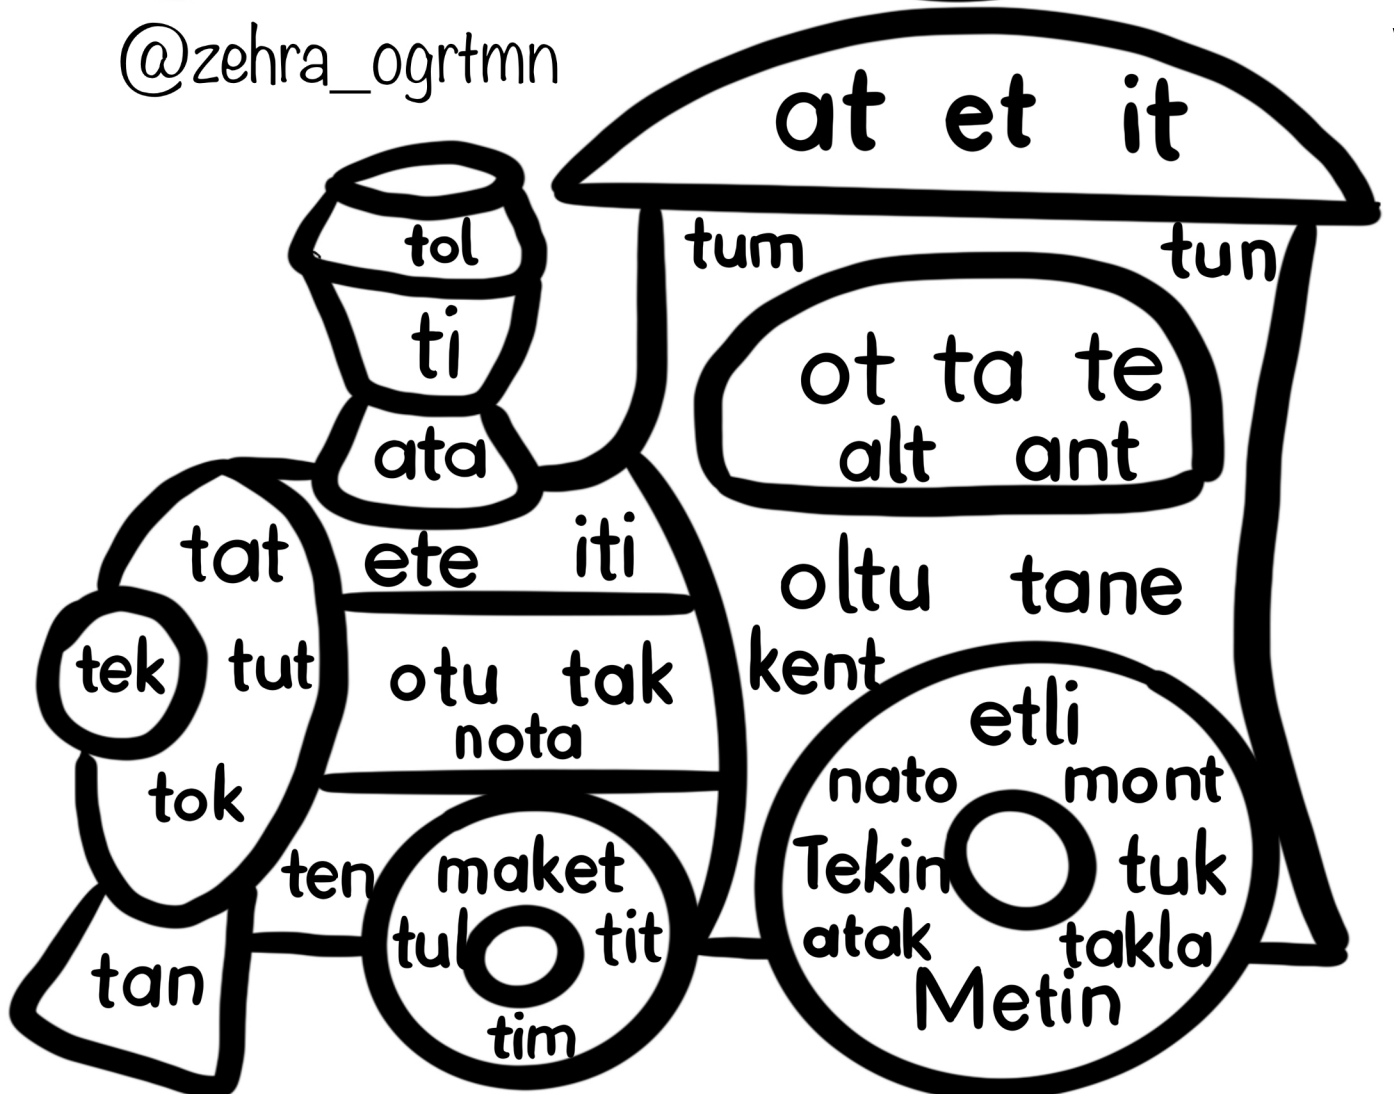 @zehra_ogrtmn
at et it
tum tun
tol
ti
ata
ot ta te
alt ant
tat ete iti
oltu tane
tek tut otu tak kent
nota
etli
tok
nato mont
ten maket Tekin tuk
tul tit atak takla
tan Metin
tim